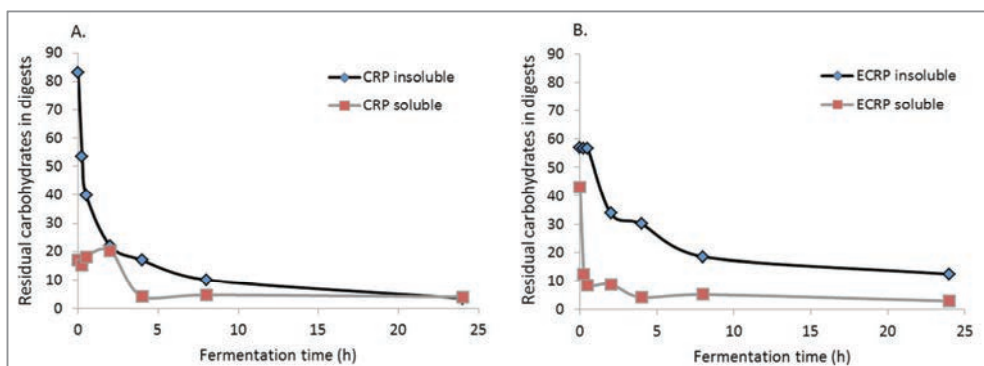 A.
Residual carbohydrates in digests
90
80
70
60
50
40
30
20
10
0
CRP insoluble
CRP soluble
0 5 10 15 20 25
Fermentation time (h)
B.
Residual carbohydrates in digests
90
80
70
60
50
40
30
20
10
0
ECRP insoluble
ECRP soluble
0 5 10 15 20 25
Fermentation time (h)